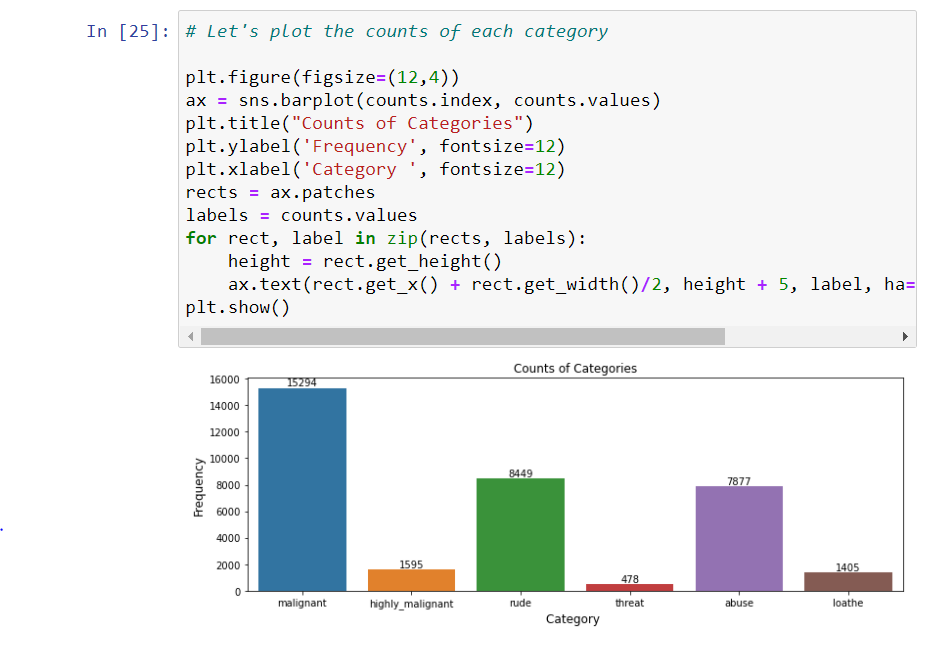 In [25]: # Let's plot the counts of each category
plt.figure(figsize=(12,4))
ax = sns.barplot(counts.index, counts.values)
plt.title("Counts of Categories")
plt.ylabel('Frequency', fontsize=12)
plt.xlabel('Category ', fontsize=12)
rects = ax.patches
labels = counts.values
for rect, label in zip(rects, labels):
    height = rect.get_height()
    ax.text(rect.get_x() + rect.get_width()/2, height + 5, label, ha=
plt.show()
Counts of Categories
16000
14000
12000
10000
8000
6000
4000
2000
0
Frequency
15294
1595
8449
478
7877
1405
malignant
highly_malignant
rude
threat
abuse
loathe
Category